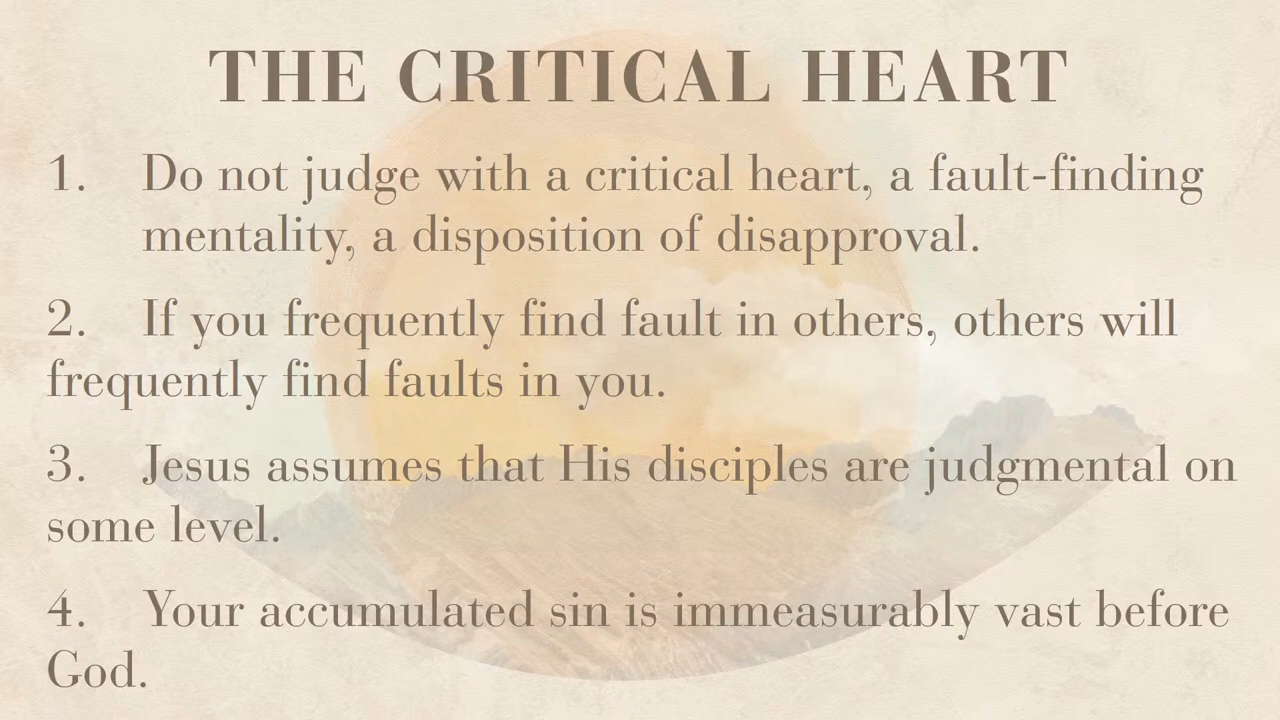 THE CRITICAL HEART
1. Do not judge with a critical heart, a fault-finding
mentality, a disposition of disapproval.
2. If you frequently find fault in others, others will
frequently find faults in you.
3. Jesus assumes that His disciples are judgmental on
some level.
4. Your accumulated sin is immeasurably vast before
God.